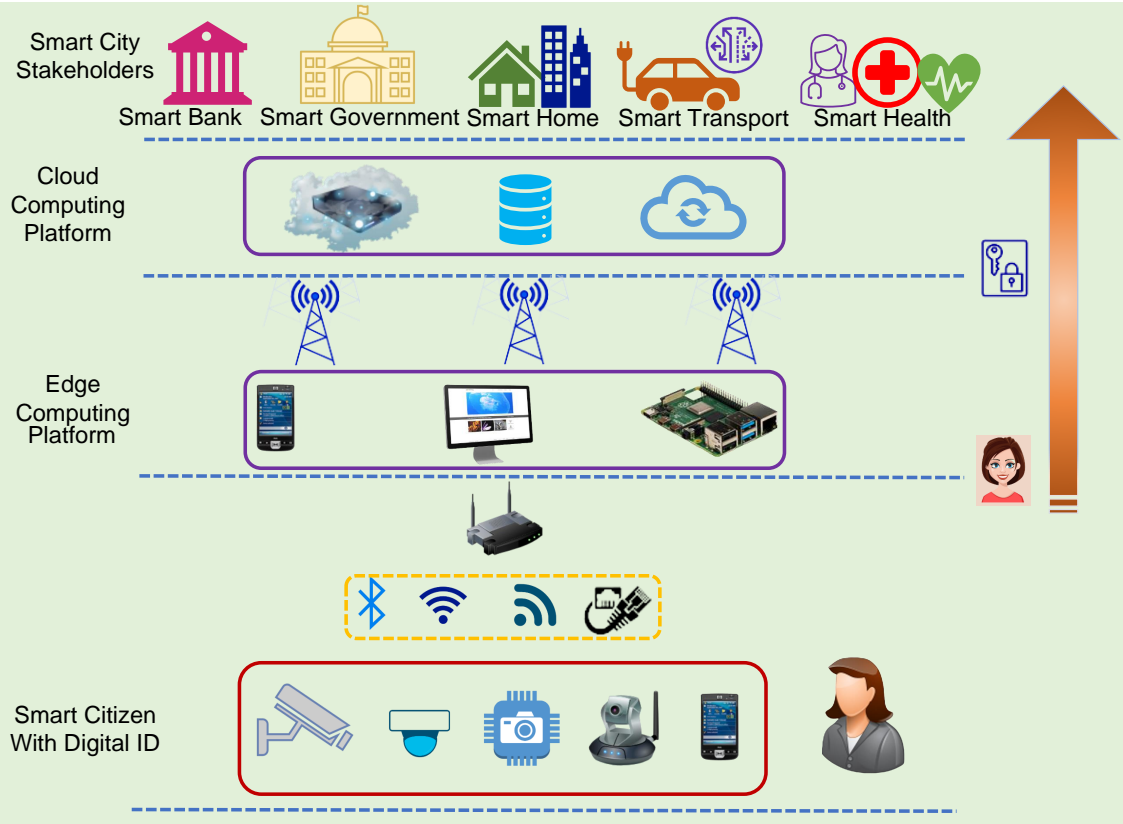 Smart City
Stakeholders
Smart Bank
Smart Government
Smart Home
Smart Transport
Smart Health
Cloud
Computing
Platform
Edge
Computing
Platform
Smart Citizen
With Digital ID